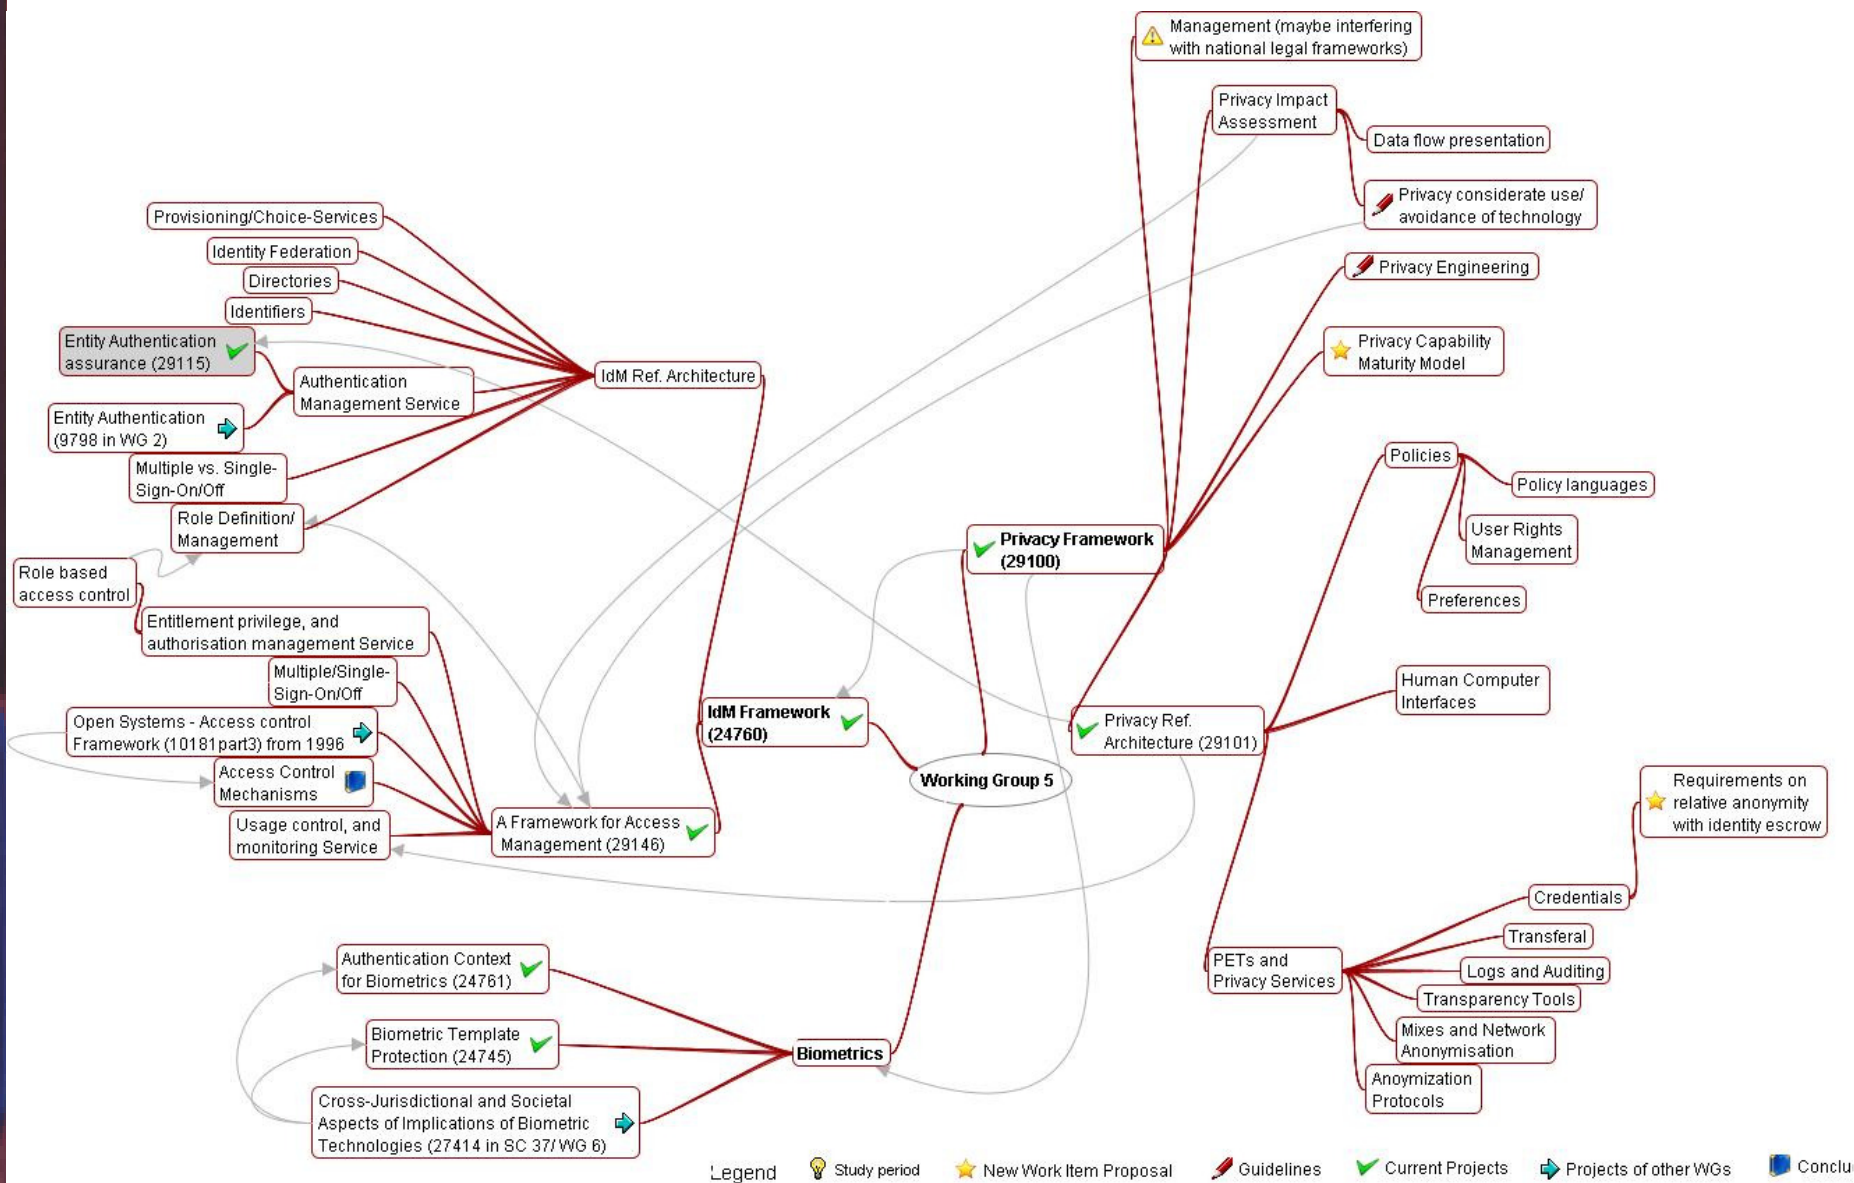 Management (maybe interfering
with national legal frameworks)
Privacy Impact
Assessment
Data flow presentation
Privacy considerate use/
avoidance of technology
Provisioning/Choice-Services
Identity Federation
Directories
Identifiers
Entity Authentication
assurance (29115)
Authentication
Management Service
Entity Authentication
(9798 in WG 2)
Multiple vs. Single-
Sign-On/Off
Role Definition/
Management
IdM Ref. Architecture
Privacy Engineering
Privacy Capability
Maturity Model
Policies
Policy languages
User Rights
Management
Preferences
Privacy Framework
(29100)
Role based
access control
Entitlement privilege, and
authorisation management Service
Multiple/Single-
Sign-On/Off
Open Systems - Access control
Framework (10181part3) from 1996
Access Control
Mechanisms
Usage control, and
monitoring Service
A Framework for Access
Management (29146)
IdM Framework
(24760)
Working Group 5
Privacy Ref.
Architecture (29101)
Human Computer
Interfaces
Requirements on
relative anonymity
with identity escrow
Credentials
Transferal
Logs and Auditing
Transparency Tools
Mixes and Network
Anonymisation
Anoymization
Protocols
PETs and
Privacy Services
Authentication Context
for Biometrics (24761)
Biometric Template
Protection (24745)
Biometrics
Cross-Jurisdictional and Societal
Aspects of Implications of Biometric
Technologies (27414 in SC 37/ WG 6)
Legend
Study period
New Work Item Proposal
Guidelines
Current Projects
Projects of other WGs
Conclu